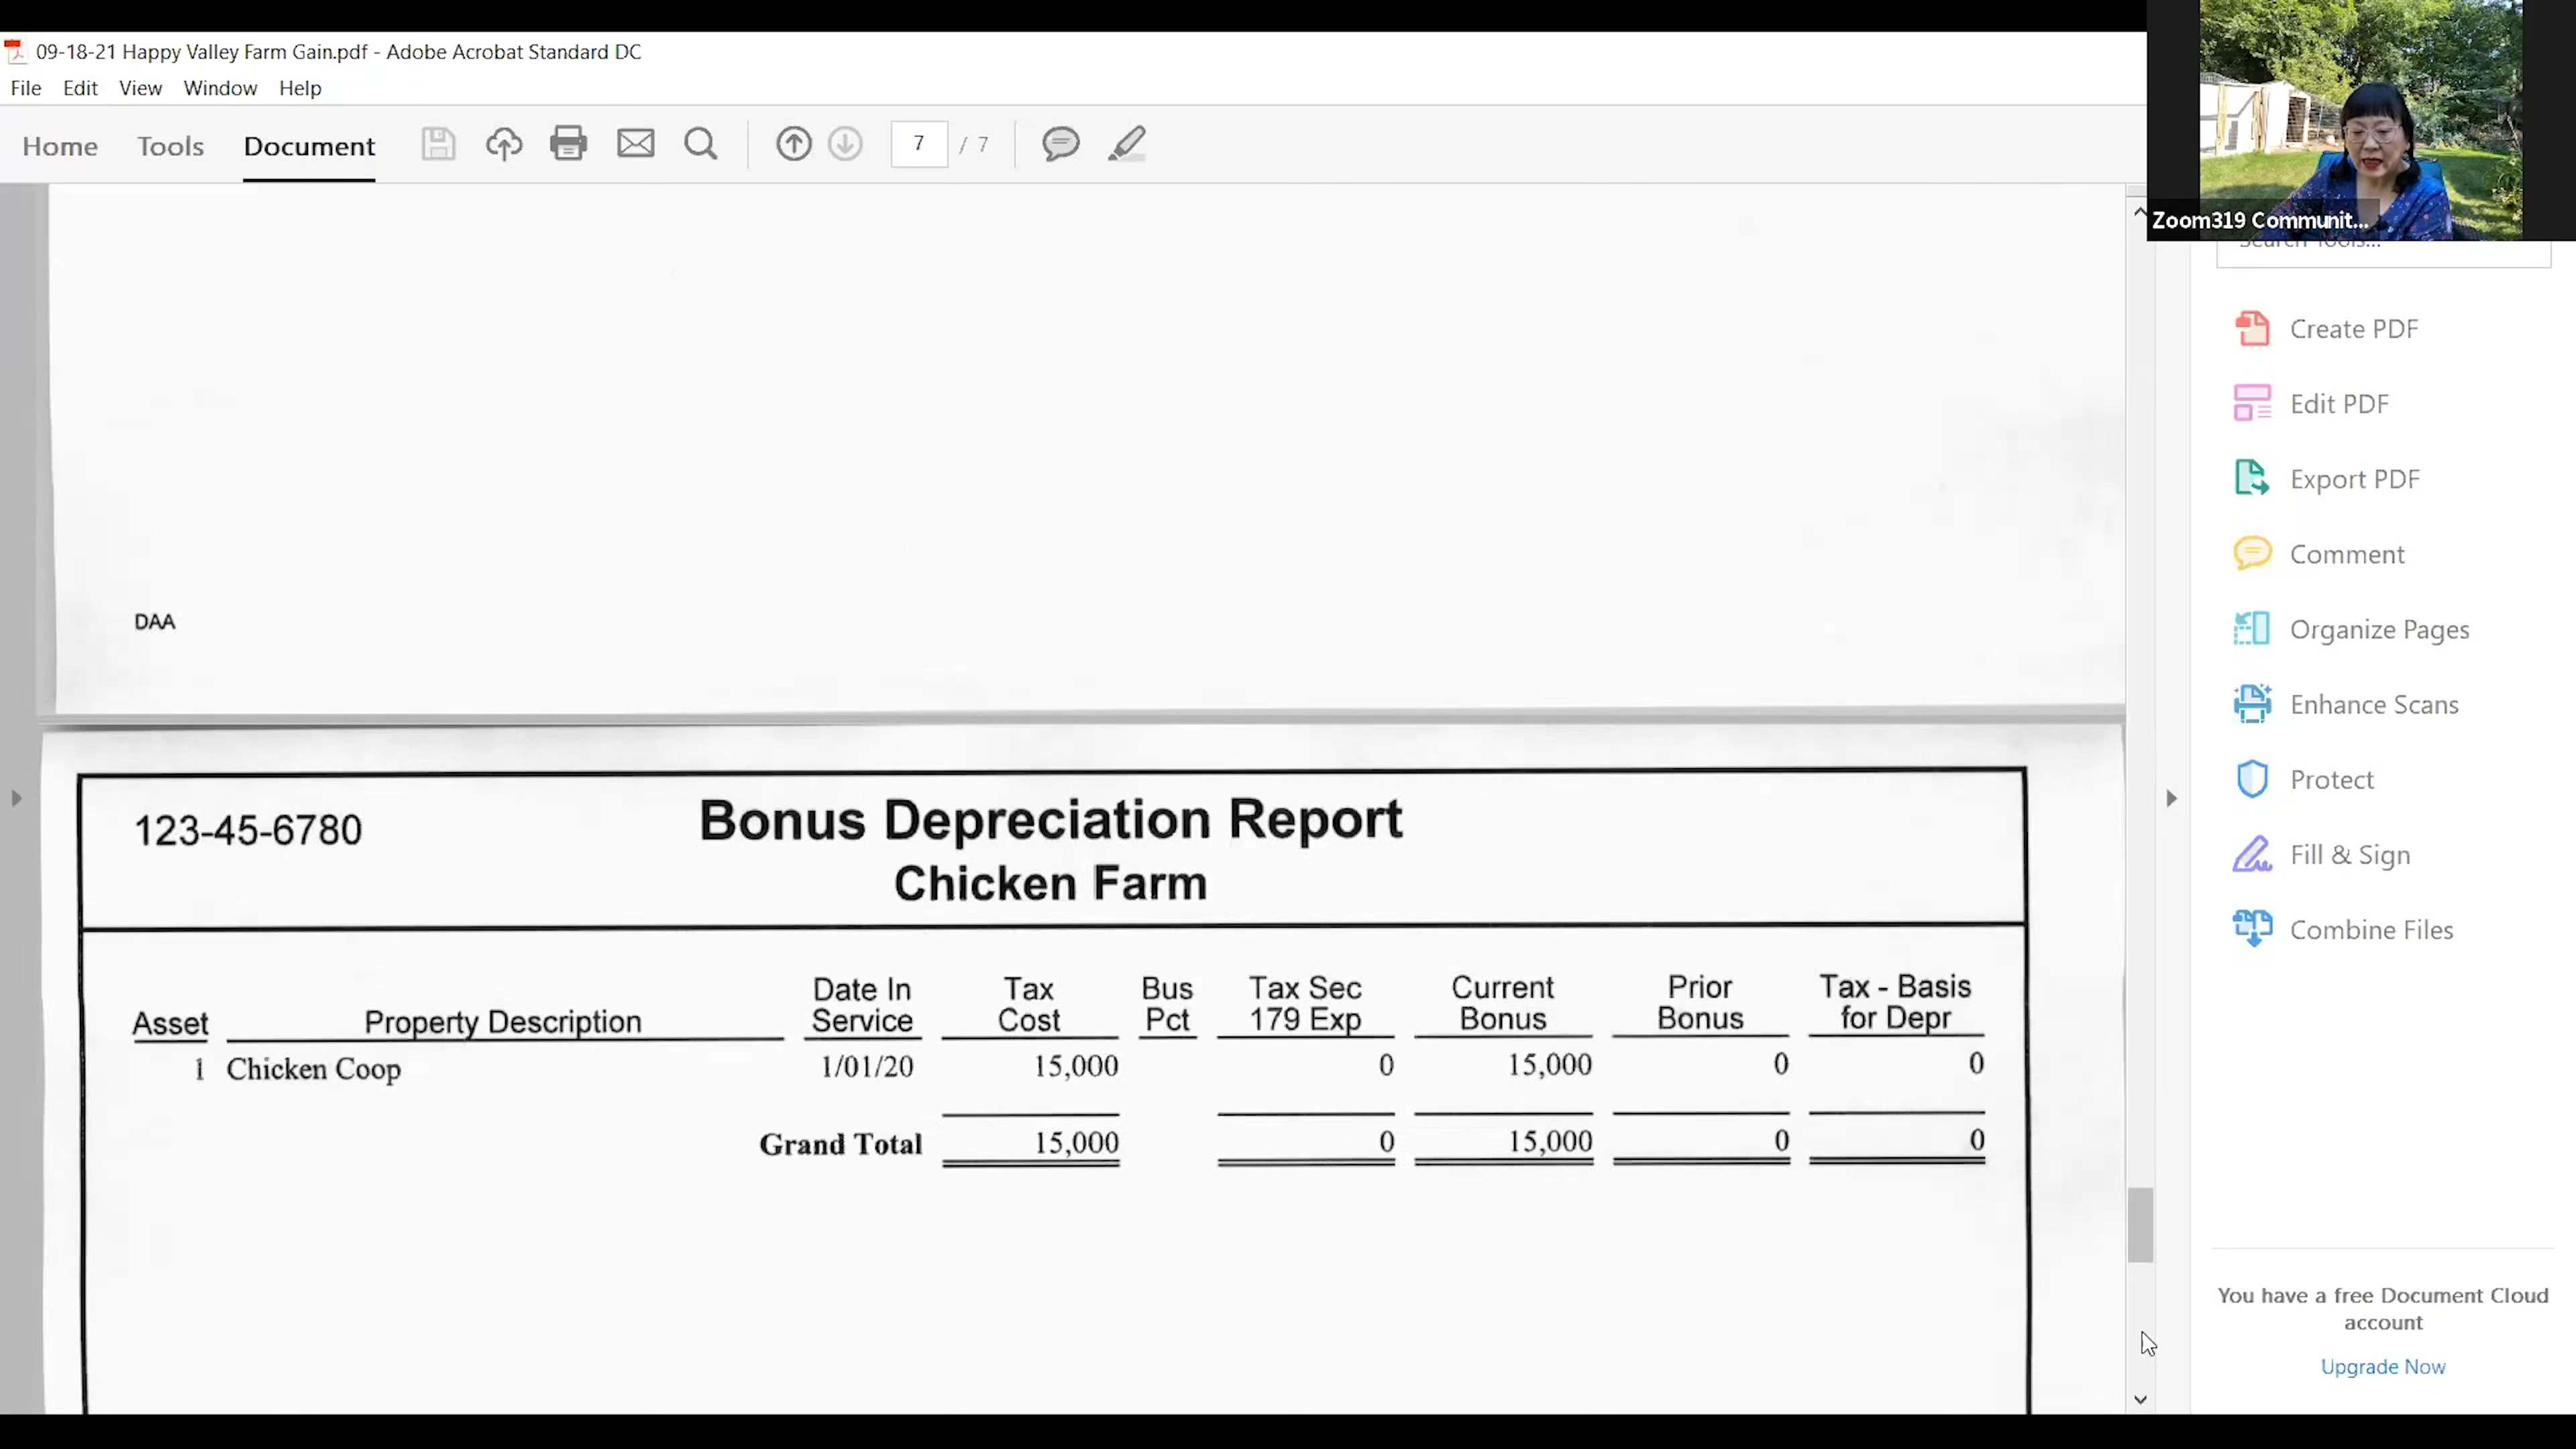 09-18-21 Happy Valley Farm Gain.pdf - Adobe Acrobat Standard DC
File Edit View Window Help
Home Tools Document 7 / 7
Zoom319 Communit...
Search Tools...
Create PDF
Edit PDF
Export PDF
Comment
Organize Pages
Enhance Scans
Protect
Fill & Sign
Combine Files
You have a free Document Cloud
account
Upgrade Now
DAA
123-45-6780 Bonus Depreciation Report
Chicken Farm
Date In Tax Bus Tax Sec Current Prior Tax - Basis
Asset Property Description Service Cost Pct 179 Exp Bonus Bonus for Depr
1 Chicken Coop 1/01/20 15,000 0 15,000 0 0
Grand Total 15,000 0 15,000 0 0